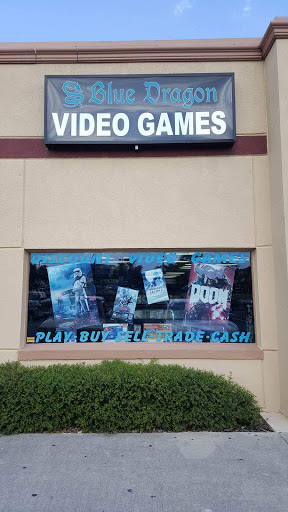 Blue Dragon
VIDEO GAMES
DISCOUNT VIDEO GAMES
DOOM
PLAY·BUY·SELL·TRADE·CASH